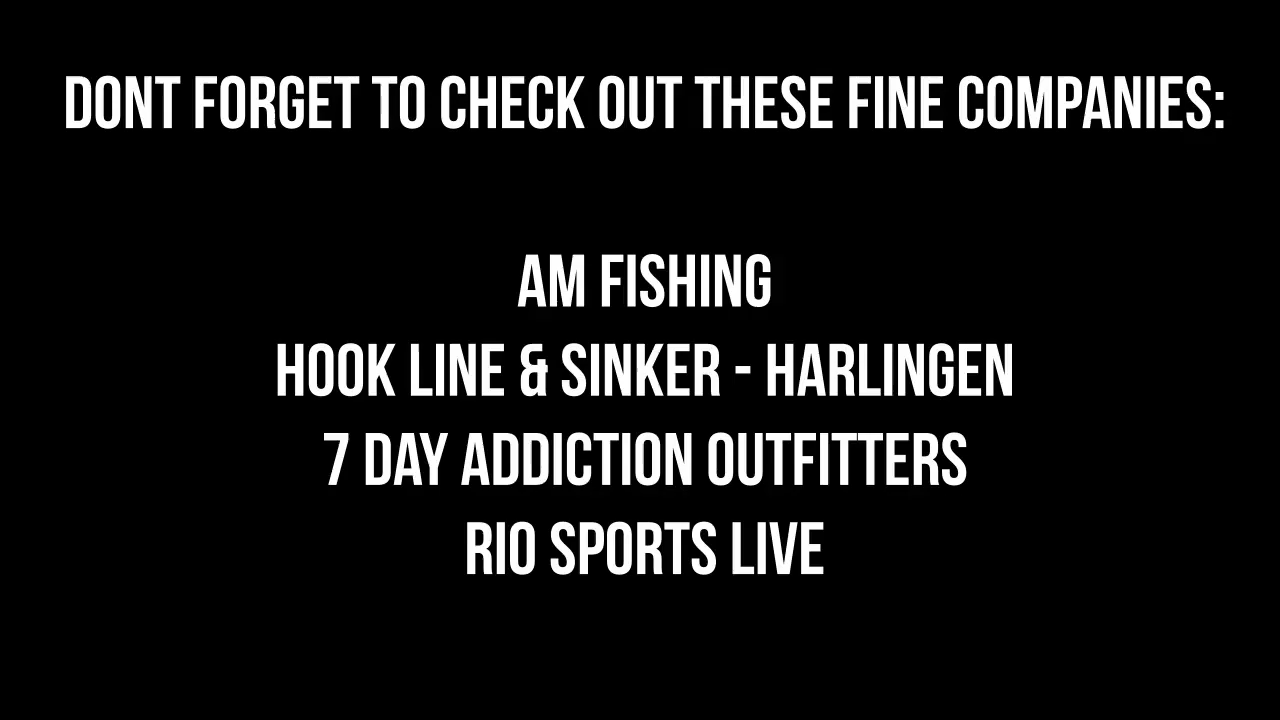 DONT FORGET TO CHECK OUT THESE FINE COMPANIES:
AM FISHING
HOOK LINE & SINKER - HARLINGEN
7 DAY ADDICTION OUTFITTERS
RIO SPORTS LIVE